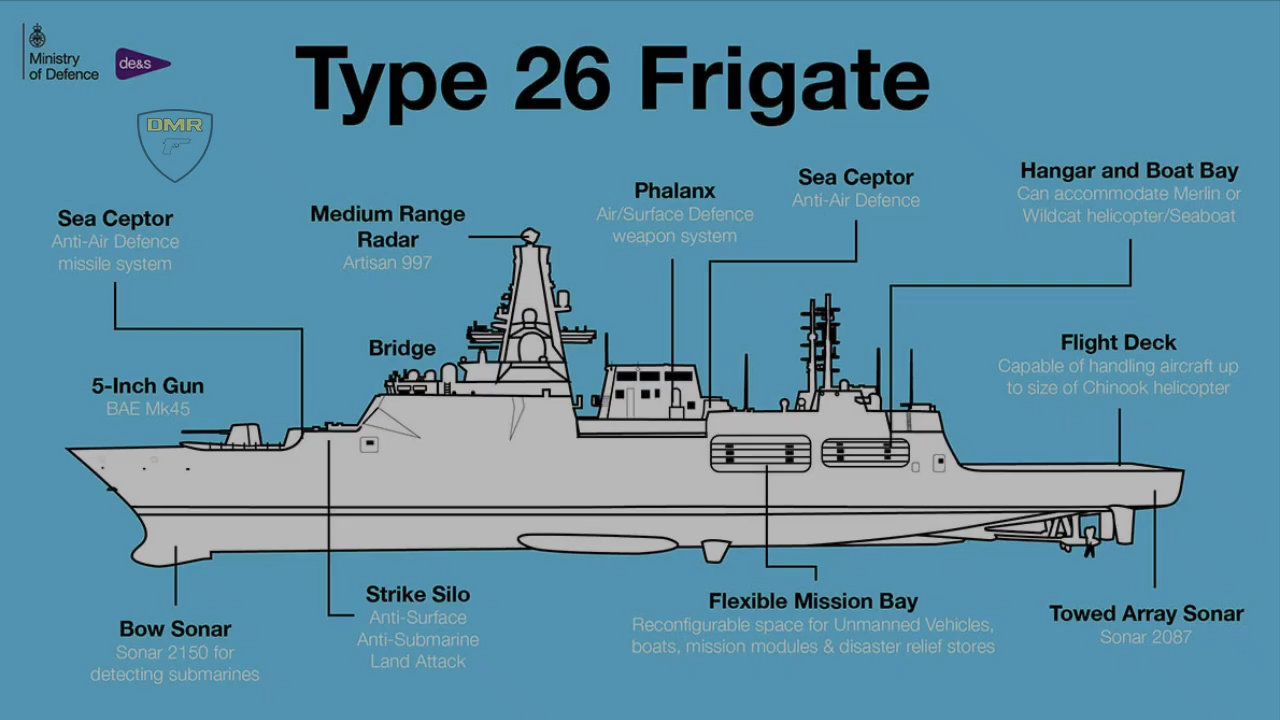 Ministry
of Defence
de&s
DMR
Type 26 Frigate
Sea Ceptor
Anti-Air Defence
missile system
Medium Range
Radar
Artisan 997
Phalanx
Air/Surface Defence
weapon system
Sea Ceptor
Anti-Air Defence
Hangar and Boat Bay
Can accommodate Merlin or
Wildcat helicopter/Seaboat
5-Inch Gun
BAE Mk45
Bridge
Flight Deck
Capable of handling aircraft up
to size of Chinook helicopter
Bow Sonar
Sonar 2150 for
detecting submarines
Strike Silo
Anti-Surface
Anti-Submarine
Land Attack
Flexible Mission Bay
Reconfigurable space for Unmanned Vehicles,
boats, mission modules & disaster relief stores
Towed Array Sonar
Sonar 2087